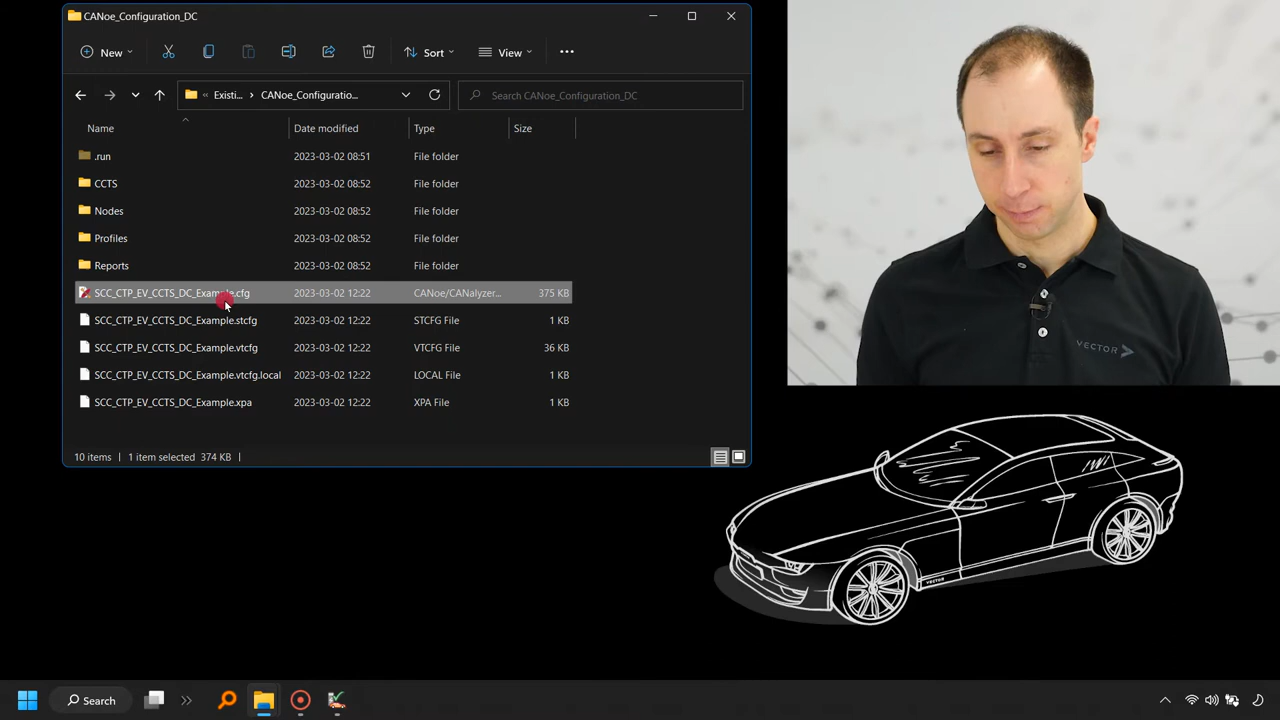 CANoe_Configuration_DC
New
Sort
View
« Existi... > CANoe_Configuratio...
Search CANoe_Configuration_DC
Name Date modified Type Size
.run 2023-03-02 08:51 File folder
CCTS 2023-03-02 08:52 File folder
Nodes 2023-03-02 08:52 File folder
Profiles 2023-03-02 08:52 File folder
Reports 2023-03-02 08:52 File folder
SCC_CTP_EV_CCTS_DC_Example.cfg 2023-03-02 12:22 CANoe/CANalyzer... 375 KB
SCC_CTP_EV_CCTS_DC_Example.stcfg 2023-03-02 12:22 STCFG File 1 KB
SCC_CTP_EV_CCTS_DC_Example.vtcfg 2023-03-02 12:22 VTCFG File 36 KB
SCC_CTP_EV_CCTS_DC_Example.vtcfg.local 2023-03-02 12:22 LOCAL File 1 KB
SCC_CTP_EV_CCTS_DC_Example.xpa 2023-03-02 12:22 XPA File 1 KB
10 items 1 item selected 374 KB
VECTOR
VECTOR
Search